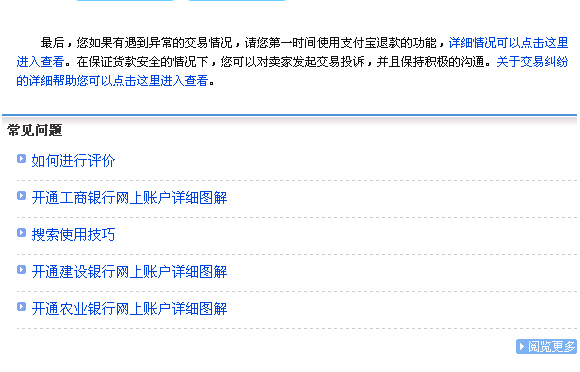 最后，您如果有遇到异常的交易情况，请您第一时间使用支付宝退款的功能，详细情况可以点击这里
进入查看。在保证货款安全的情况下，您可以对卖家发起交易投诉，并且保持积极的沟通。关于交易纠纷
的详细帮助您可以点击这里进入查看。
常见问题
如何进行评价
开通工商银行网上账户详细图解
搜索使用技巧
开通建设银行网上账户详细图解
开通农业银行网上账户详细图解
阅览更多